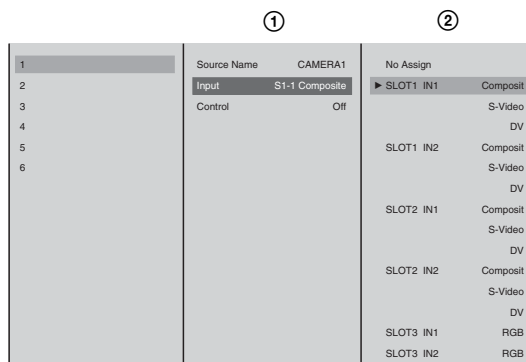 ① ②
1
2
3
4
5
6
Source Name CAMERA1
Input S1-1 Composite
Control Off
No Assign
▶ SLOT1 IN1 Composit
S-Video
DV
SLOT1 IN2 Composit
S-Video
DV
SLOT2 IN1 Composit
S-Video
DV
SLOT2 IN2 Composit
S-Video
DV
SLOT3 IN1 RGB
SLOT3 IN2 RGB